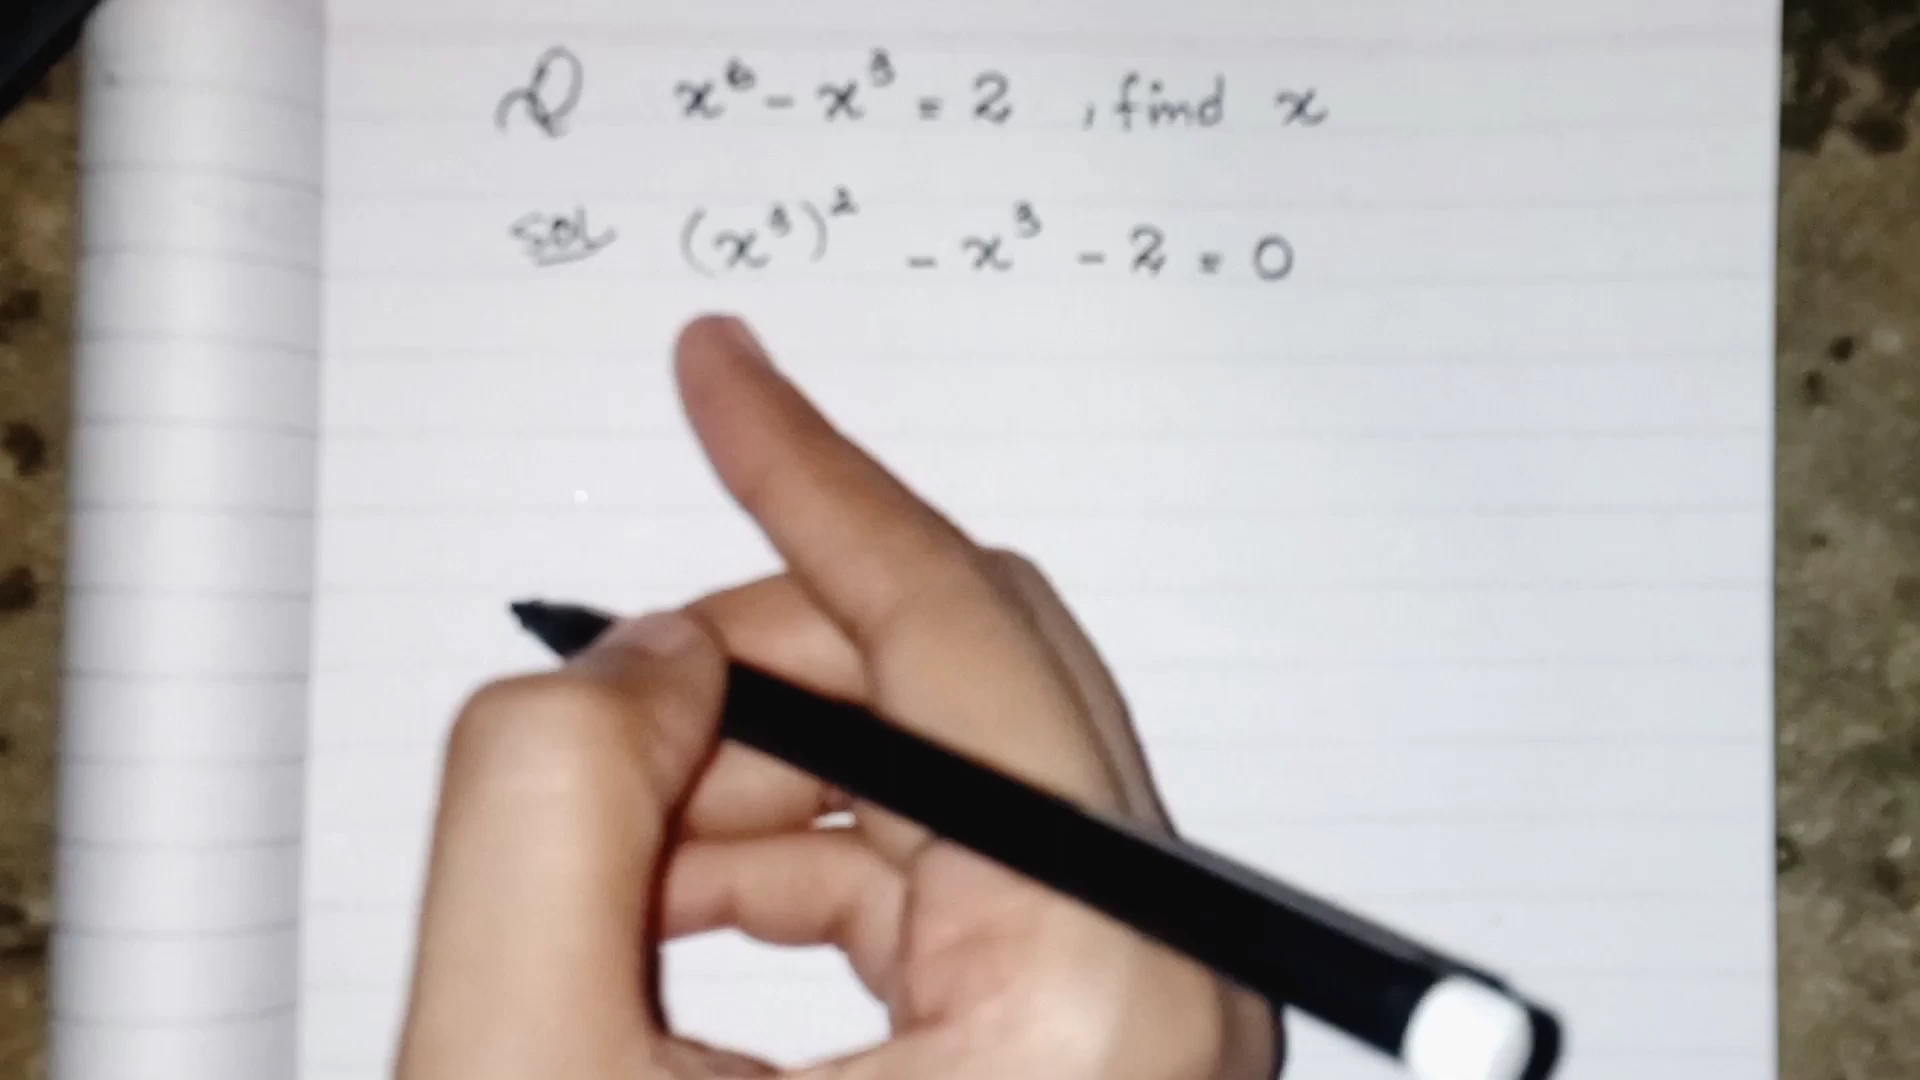 Q x⁶ - x³ = 2 , find x
Sol (x³)² - x³ - 2 = 0